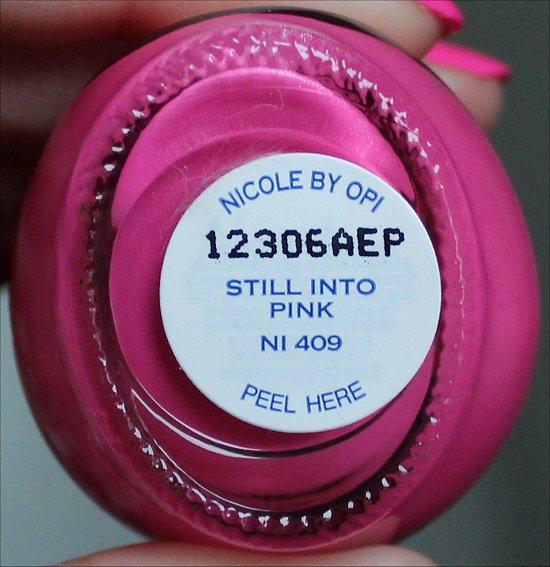 NICOLE BY OPI
12306AEP
STILL INTO
PINK
NI 409
PEEL HERE